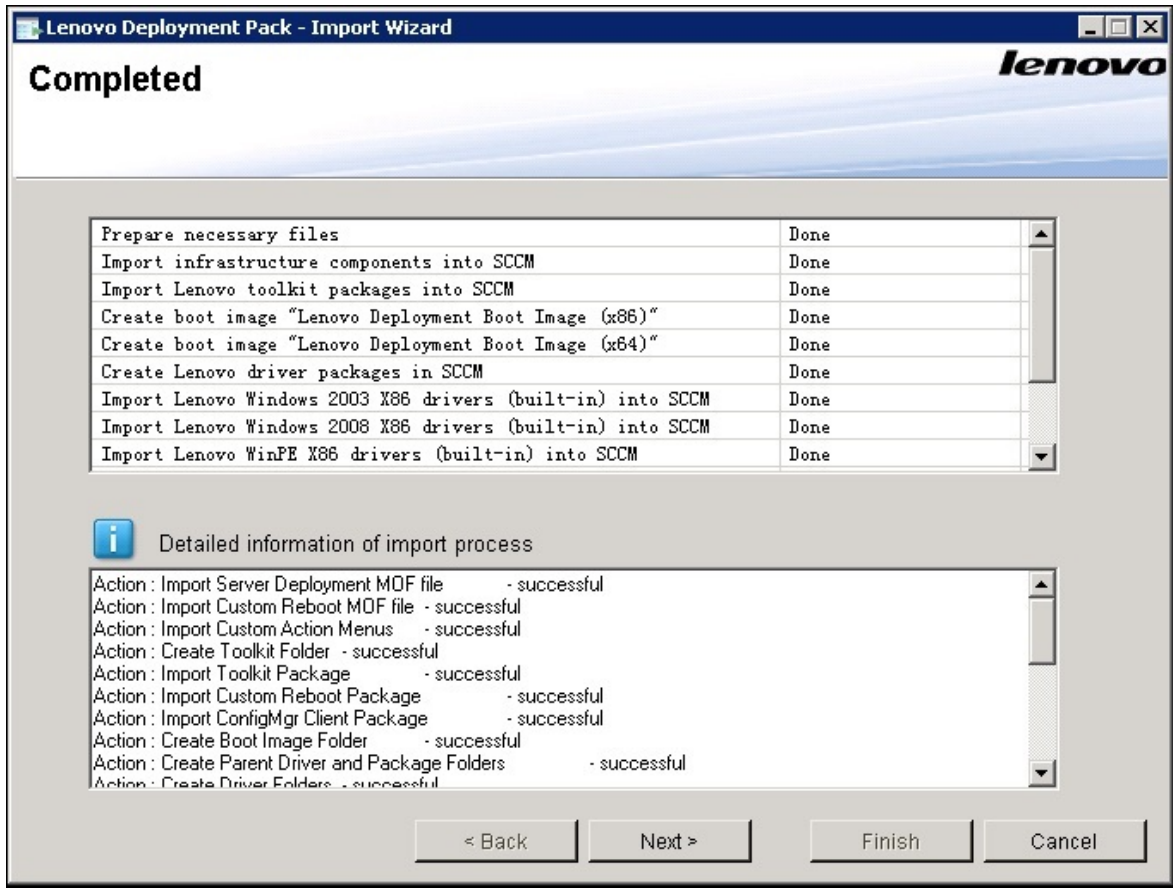 Lenovo Deployment Pack - Import Wizard
Completed
lenovo
Prepare necessary files Done
Import infrastructure components into SCCM Done
Import Lenovo toolkit packages into SCCM Done
Create boot image "Lenovo Deployment Boot Image (x86)" Done
Create boot image "Lenovo Deployment Boot Image (x64)" Done
Create Lenovo driver packages in SCCM Done
Import Lenovo Windows 2003 X86 drivers (built-in) into SCCM Done
Import Lenovo Windows 2008 X86 drivers (built-in) into SCCM Done
Import Lenovo WinPE X86 drivers (built-in) into SCCM Done
i Detailed information of import process
Action : Import Server Deployment MOF file - successful
Action : Import Custom Reboot MOF file - successful
Action : Import Custom Action Menus - successful
Action : Create Toolkit Folder - successful
Action : Import Toolkit Package - successful
Action : Import Custom Reboot Package - successful
Action : Import ConfigMgr Client Package - successful
Action : Create Boot Image Folder - successful
Action : Create Parent Driver and Package Folders - successful
Action : Create Driver Folders - successful
< Back Next > Finish Cancel